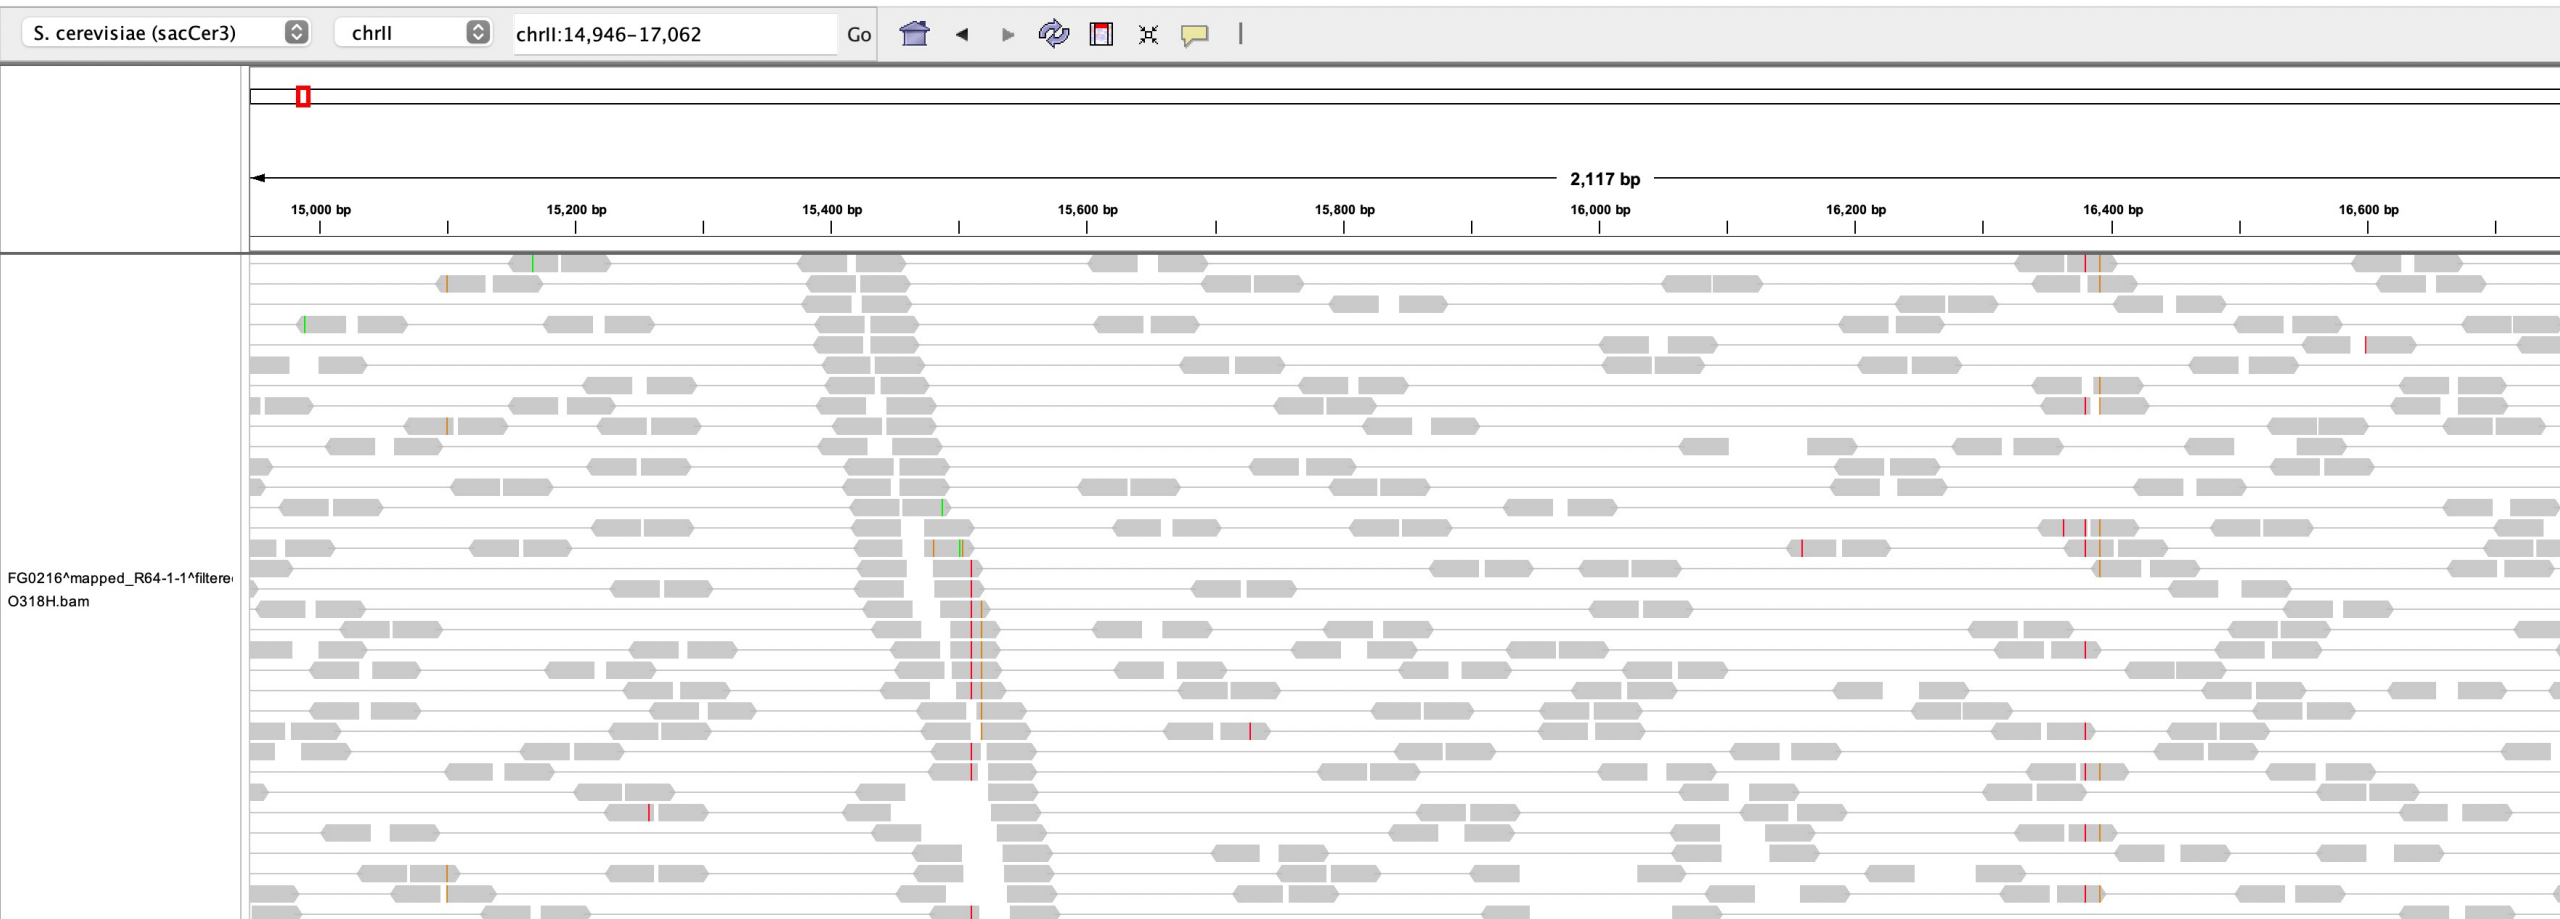 S. cerevisiae (sacCer3) chrII chrII:14,946-17,062 Go
2,117 bp
15,000 bp 15,200 bp 15,400 bp 15,600 bp 15,800 bp 16,000 bp 16,200 bp 16,400 bp 16,600 bp
FG0216^mapped_R64-1-1^filtere
O318H.bam